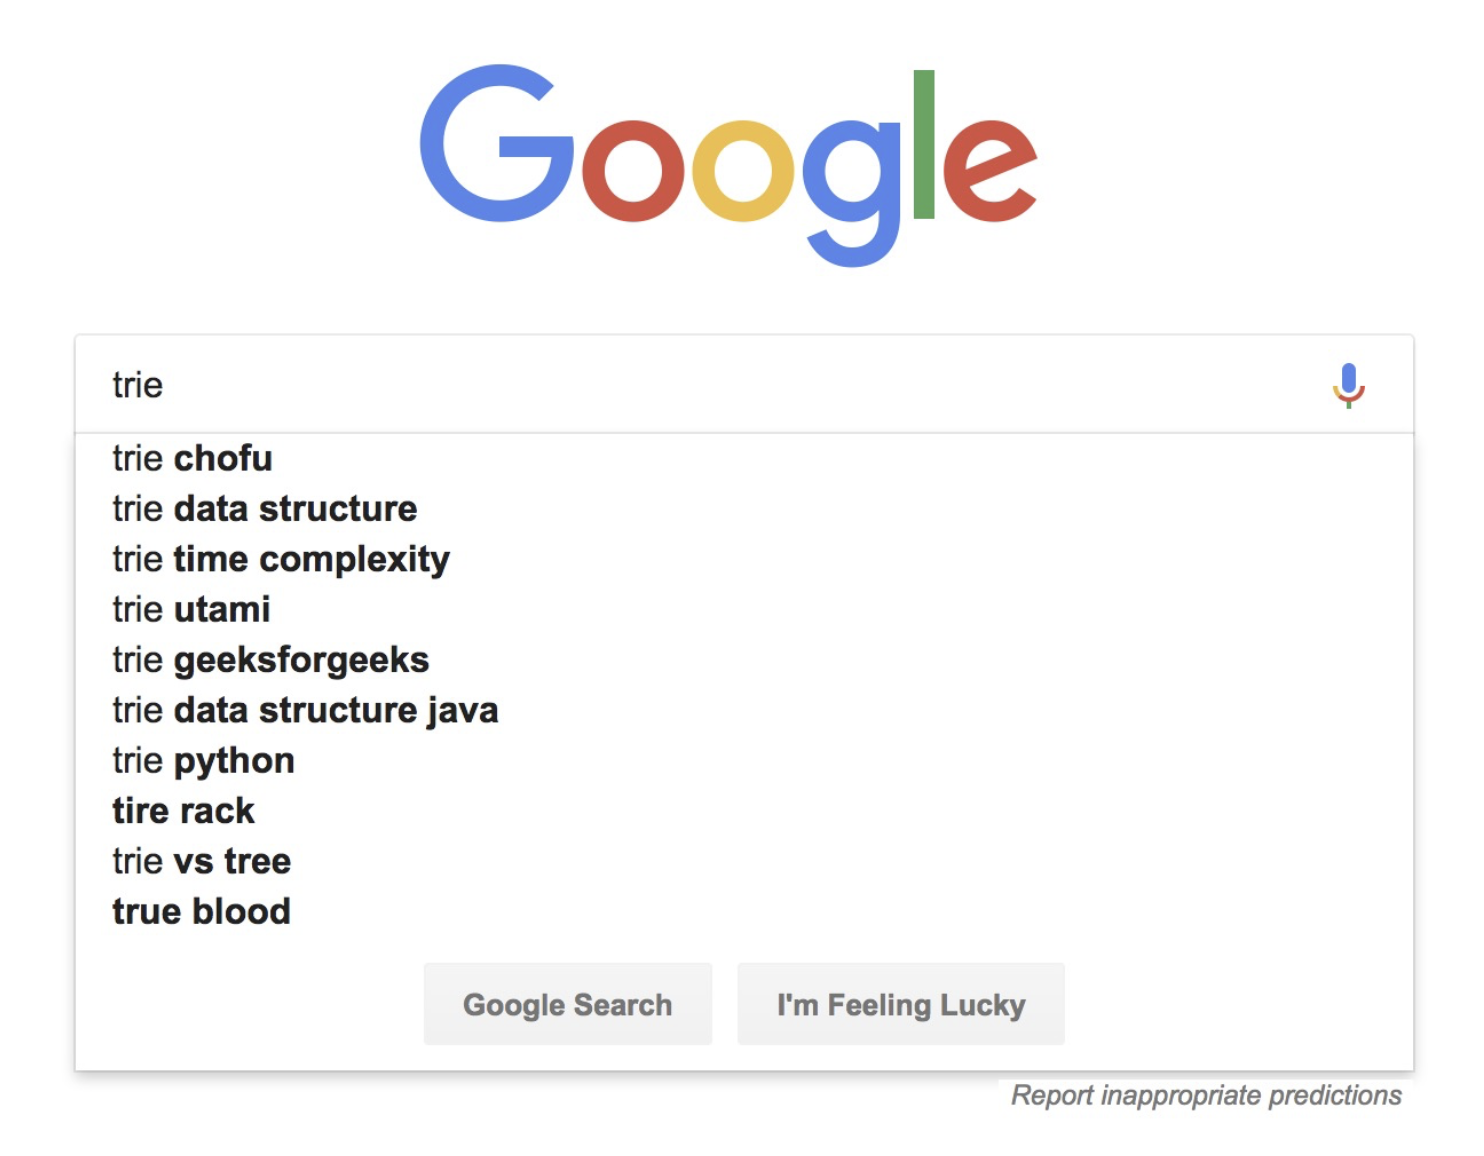 Google
trie
trie chofu
trie data structure
trie time complexity
trie utami
trie geeksforgeeks
trie data structure java
trie python
tire rack
trie vs tree
true blood
Google Search I'm Feeling Lucky
Report inappropriate predictions